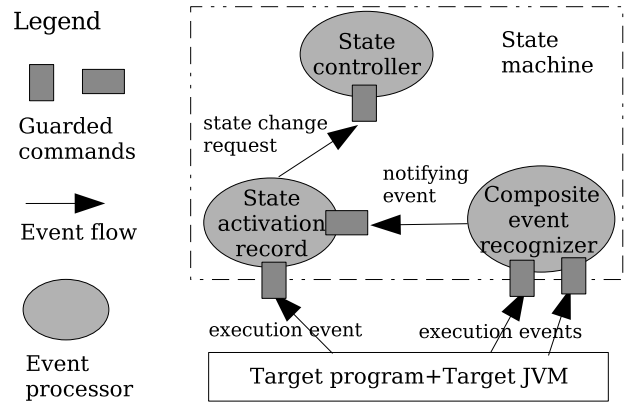 Legend
Guarded
commands
Event flow
Event
processor
State
controller
State
machine
state change
request
notifying
event
State
activation
record
Composite
event
recognizer
execution event
execution events
Target program+Target JVM